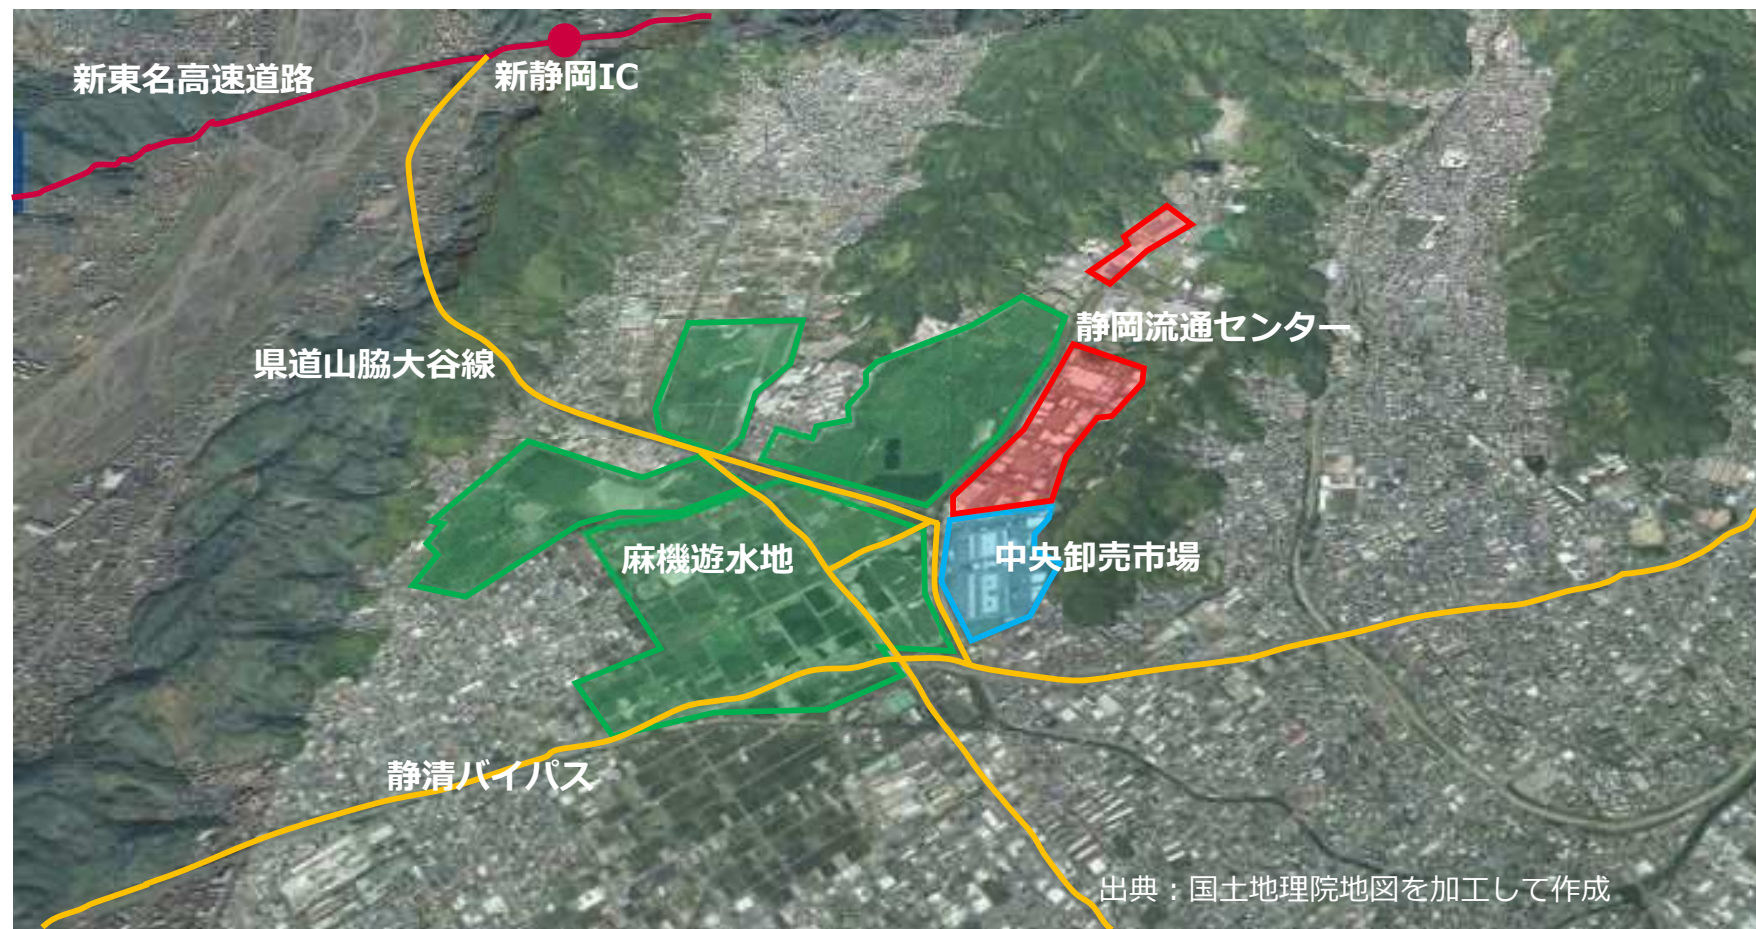 新東名高速道路
新静岡IC
静岡流通センター
県道山脇大谷線
麻機遊水地
中央卸売市場
静清バイパス
出典：国土地理院地図を加工して作成